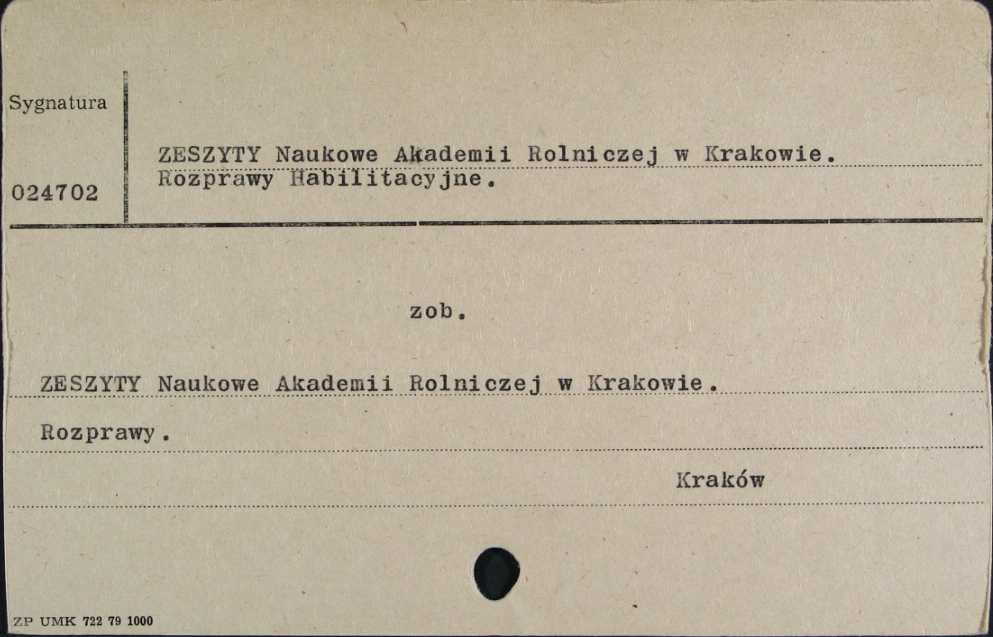 Sygnatura
024702
ZESZYTY Naukowe Akademii Rolniczej w Krakowie.
Rozprawy Habilitacyjne.
zob.
ZESZYTY Naukowe Akademii Rolniczej w Krakowie.
Rozprawy.
Kraków
ZP UMK 722 79 1000